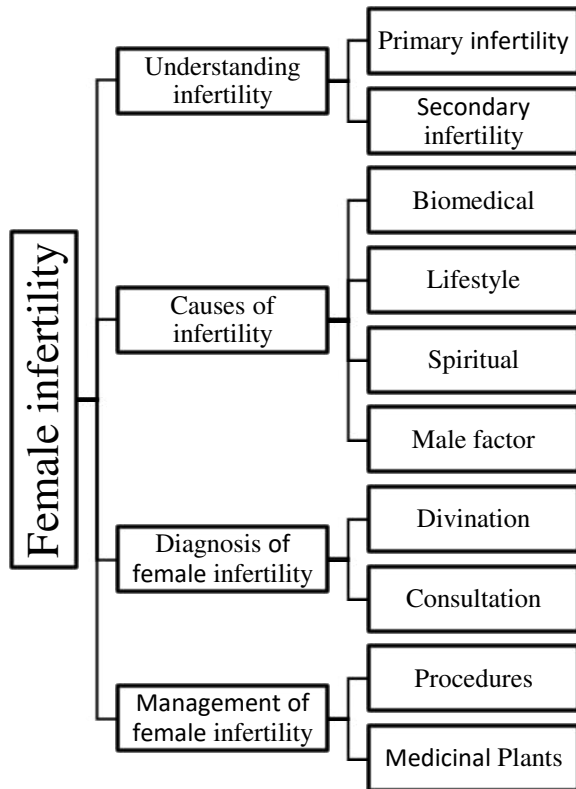 Female infertility
Understanding
infertility
Primary infertility
Secondary
infertility
Causes of
infertility
Biomedical
Lifestyle
Spiritual
Male factor
Diagnosis of
female infertility
Divination
Consultation
Management of
female infertility
Procedures
Medicinal Plants